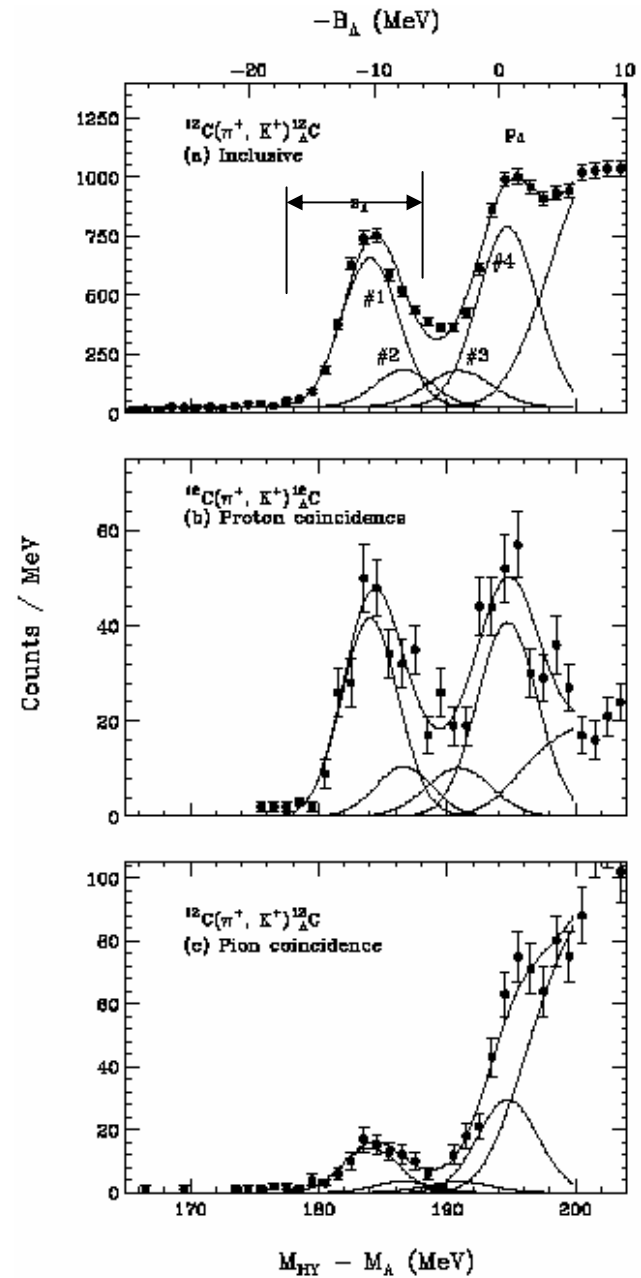 −B_Λ (MeV)
−20 −10 0 10
1250
1000
750
500
250
0
¹²C(π⁺, K⁺)¹²_ΛC
(a) Inclusive
s_Λ
p_Λ
#1
#2
#3
#4
Counts / MeV
60
40
20
0
¹²C(π⁺, K⁺)¹²_ΛC
(b) Proton coincidence
100
80
60
40
20
0
¹²C(π⁺, K⁺)¹²_ΛC
(c) Pion coincidence
170 180 190 200
M_HY − M_A (MeV)